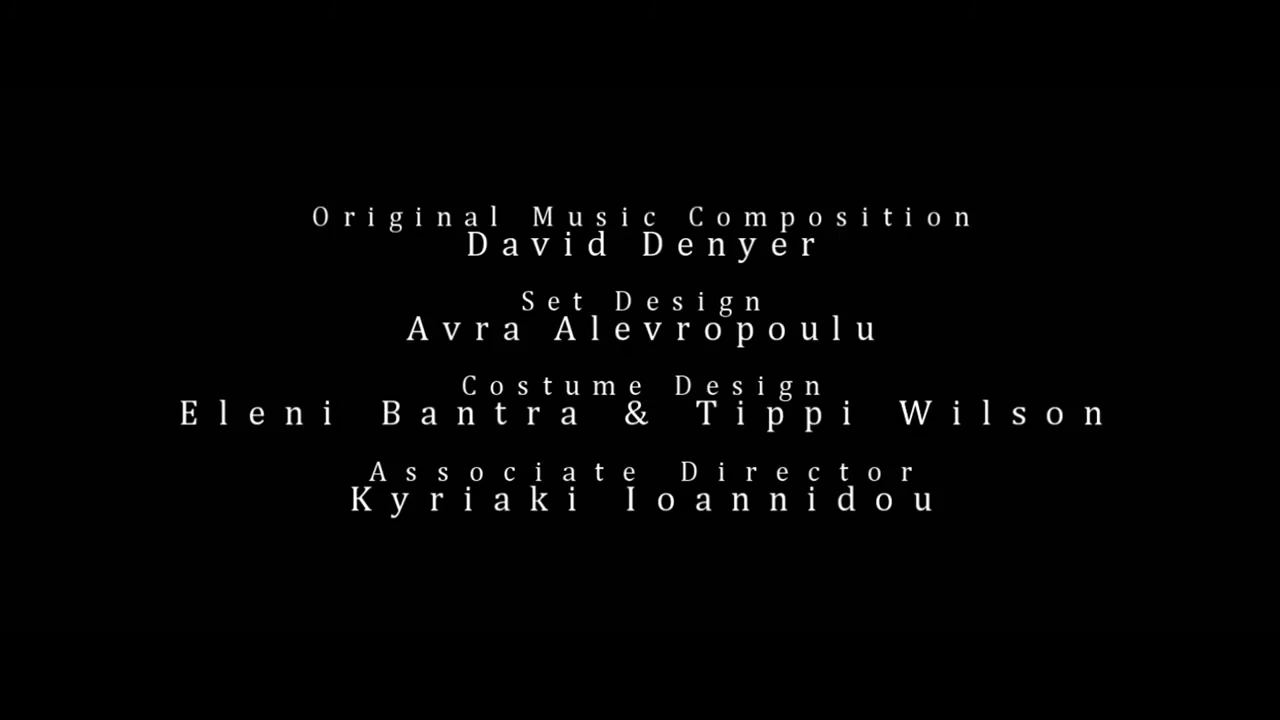 Original Music Composition
David Denyer
Set Design
Avra Alevropoulu
Costume Design
Eleni Bantra & Tippi Wilson
Associate Director
Kyriaki Ioannidou